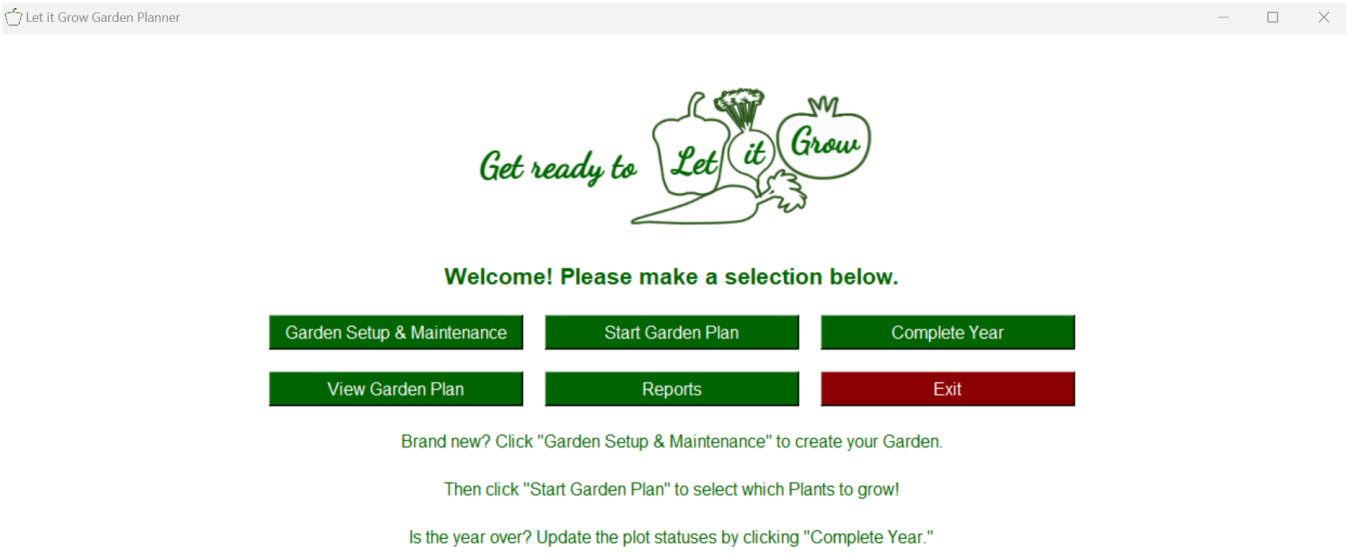 Let it Grow Garden Planner
Get ready to Let it Grow
Welcome! Please make a selection below.
Garden Setup & Maintenance Start Garden Plan Complete Year
View Garden Plan Reports Exit
Brand new? Click "Garden Setup & Maintenance" to create your Garden.
Then click "Start Garden Plan" to select which Plants to grow!
Is the year over? Update the plot statuses by clicking "Complete Year."